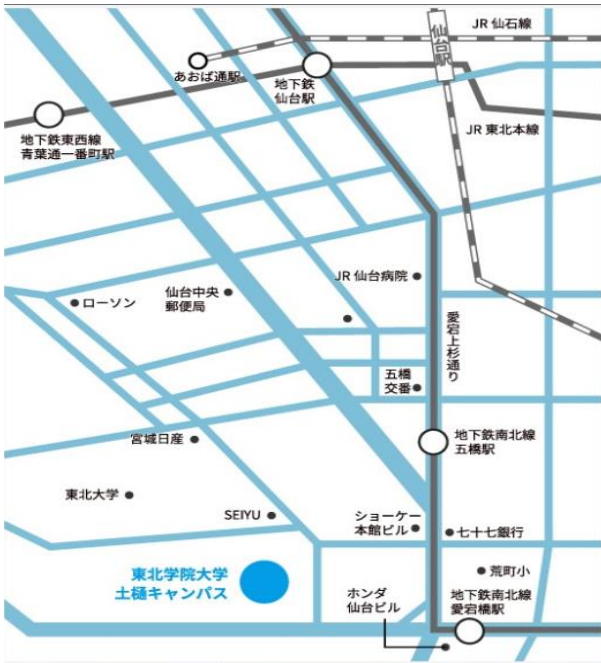 JR 仙石線
仙台駅
あおば通駅
地下鉄
仙台駅
地下鉄東西線
青葉通一番町駅
JR 東北本線
JR 仙台病院
仙台中央
郵便局
ローソン
愛宕上杉通り
五橋
交番
宮城日産
地下鉄南北線
五橋駅
東北大学
SEIYU
ショーケー
本館ビル
七十七銀行
東北学院大学
土樋キャンパス
荒町小
ホンダ
仙台ビル
地下鉄南北線
愛宕橋駅